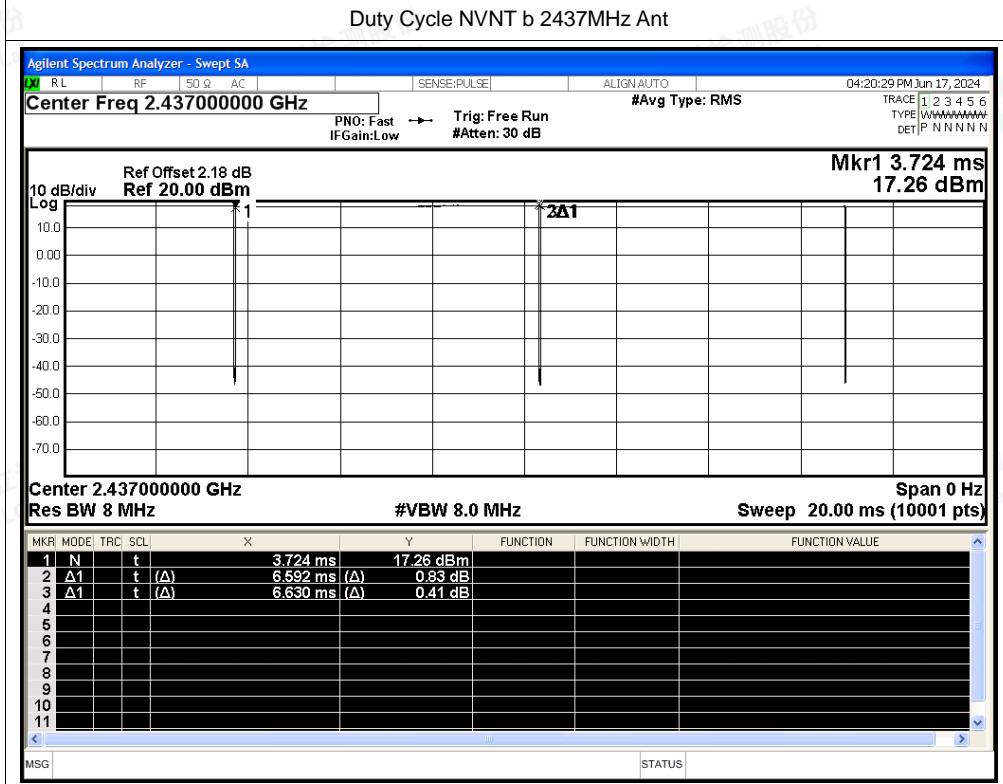 Duty Cycle NVNT b 2437MHz Ant
Agilent Spectrum Analyzer - Swept SA
LXI RL RF 50 Ω AC SENSE:PULSE ALIGN AUTO 04:20:29 PM Jun 17, 2024
Center Freq 2.437000000 GHz #Avg Type: RMS TRACE 1 2 3 4 5 6
PNO: Fast Trig: Free Run TYPE WWWWWW
IFGain:Low #Atten: 30 dB DET P N N N N N
Mkr1 3.724 ms
Ref Offset 2.18 dB
10 dB/div Ref 20.00 dBm 17.26 dBm
Log
1 2Δ1 3Δ1
10.0
0.00
-10.0
-20.0
-30.0
-40.0
-50.0
-60.0
-70.0
Center 2.437000000 GHz Span 0 Hz
Res BW 8 MHz #VBW 8.0 MHz Sweep 20.00 ms (10001 pts)
MKR MODE TRC SCL X Y FUNCTION FUNCTION WIDTH FUNCTION VALUE
1 N t 3.724 ms 17.26 dBm
2 Δ1 t (Δ) 6.592 ms (Δ) 0.83 dB
3 Δ1 t (Δ) 6.630 ms (Δ) 0.41 dB
4
5
6
7
8
9
10
11
MSG STATUS